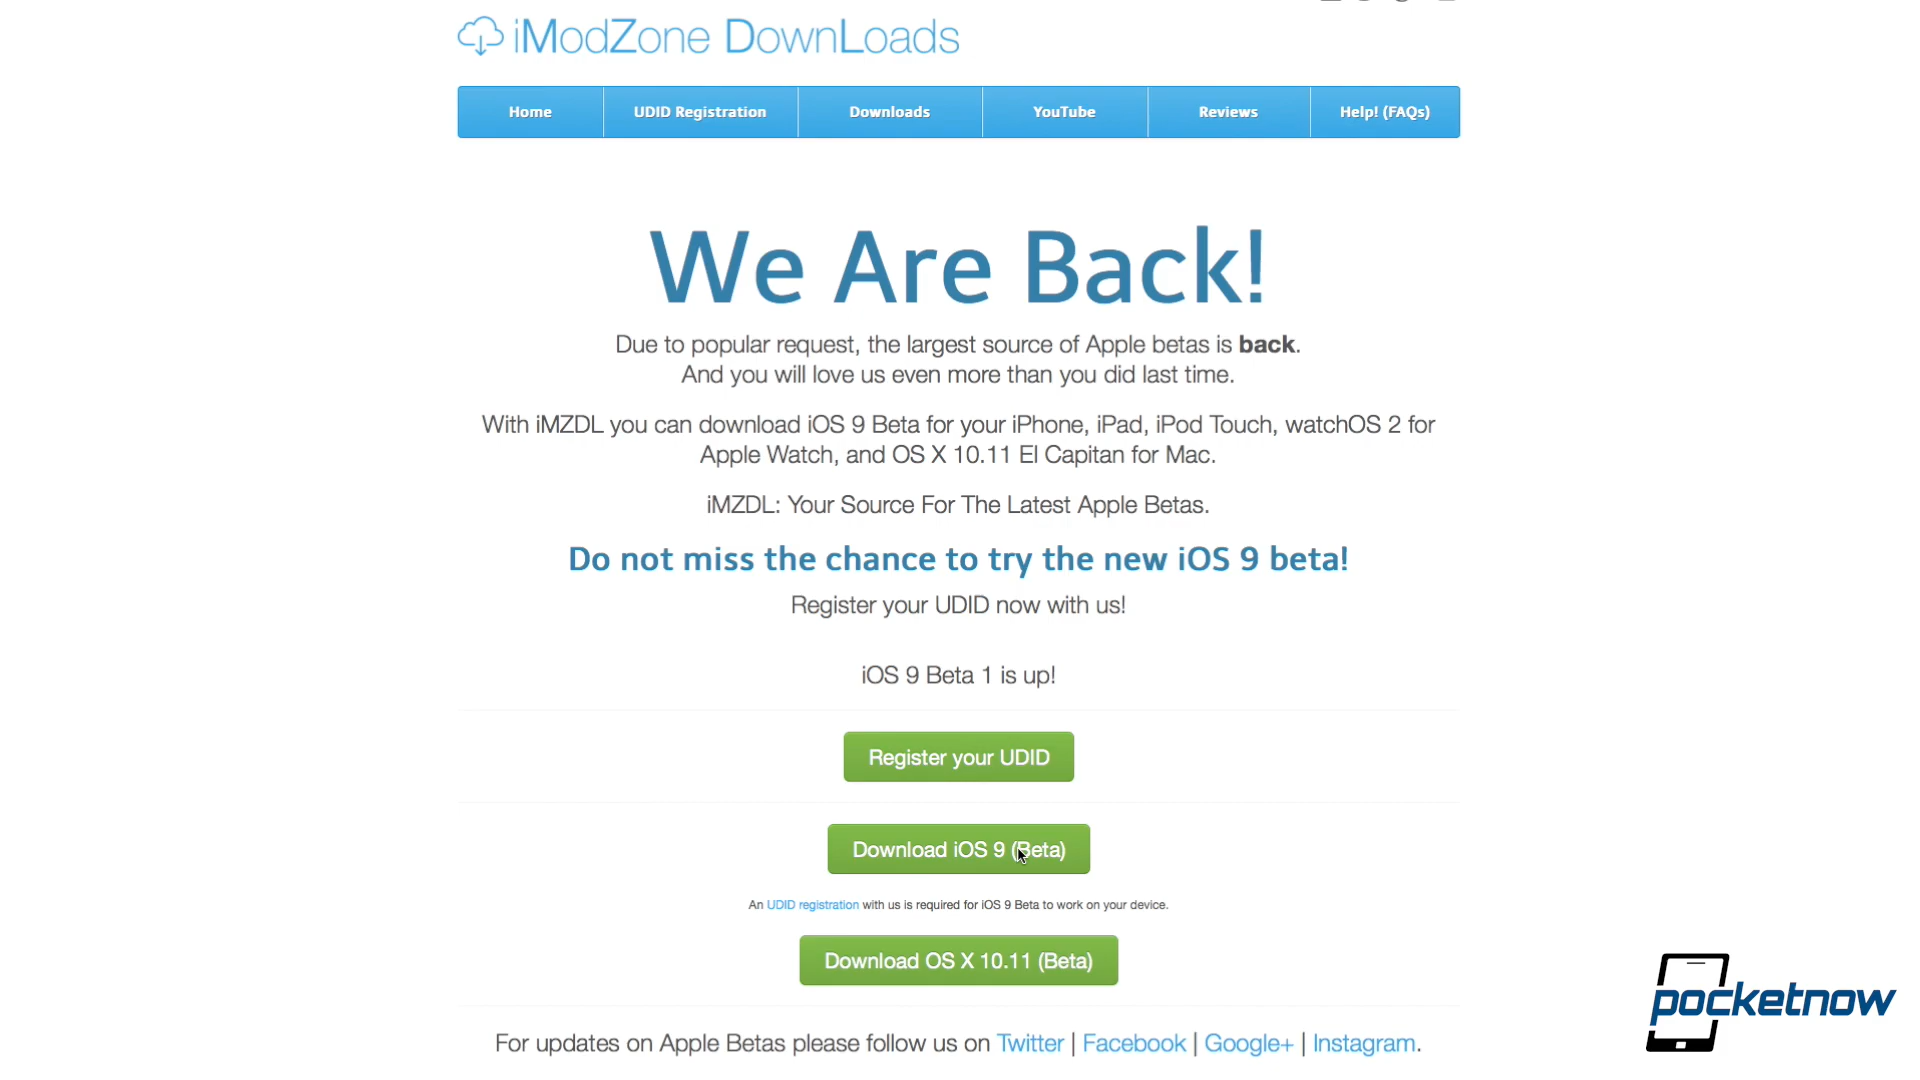 iModZone DownLoads
Home
UDID Registration
Downloads
YouTube
Reviews
Help! (FAQs)
We Are Back!
Due to popular request, the largest source of Apple betas is back.
And you will love us even more than you did last time.
With iMZDL you can download iOS 9 Beta for your iPhone, iPad, iPod Touch, watchOS 2 for
Apple Watch, and OS X 10.11 El Capitan for Mac.
iMZDL: Your Source For The Latest Apple Betas.
Do not miss the chance to try the new iOS 9 beta!
Register your UDID now with us!
iOS 9 Beta 1 is up!
Register your UDID
Download iOS 9 (Beta)
An UDID registration with us is required for iOS 9 Beta to work on your device.
Download OS X 10.11 (Beta)
For updates on Apple Betas please follow us on Twitter | Facebook | Google+ | Instagram.
pocketnow